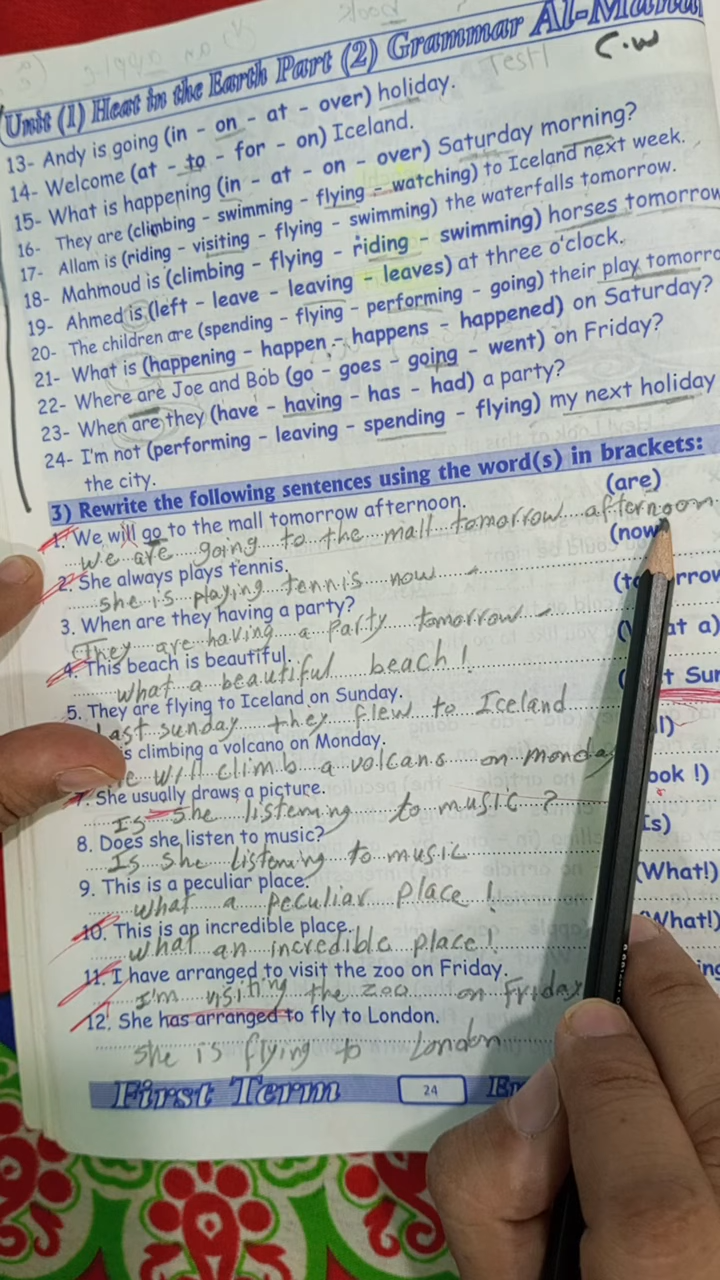 Unit (1) Heat in the Earth Part (2) Grammar
Test1
C.w
13- Andy is going (in - on - at - over) holiday.
14- Welcome (at - to - for - on) Iceland.
15- What is happening (in - at - on - over) Saturday morning?
16- They are (climbing - swimming - flying - watching) to Iceland next week.
17- Allam is (riding - visiting - flying - swimming) the waterfalls tomorrow.
18- Mahmoud is (climbing - flying - riding - swimming) horses tomorrow
19- Ahmed is (left - leave - leaving - leaves) at three o'clock.
20- The children are (spending - flying - performing - going) their play tomorro
21- What is (happening - happen - happens - happened) on Saturday?
22- Where are Joe and Bob (go - goes - going - went) on Friday?
23- When are they (have - having - has - had) a party?
24- I'm not (performing - leaving - spending - flying) my next holiday
the city.
3) Rewrite the following sentences using the word(s) in brackets:
1. We will go to the mall tomorrow afternoon. (are)
we are going to the mall tomorrow afternoon
2. She always plays tennis. (now
she is playing tennis now
3. When are they having a party?
They are having a Party tomorrow
4. This beach is beautiful. at a)
what a beautiful beach!
5. They are flying to Iceland on Sunday. t Sun
Last sunday they flew to Iceland
is climbing a volcano on Monday. l)
will climb a volcano on monday
7. She usually draws a picture. ook !)
Is she listening to music ?
8. Does she listen to music? Is)
Is she listening to music
9. This is a peculiar place. (What!)
what a Peculiar Place !
10. This is an incredible place. What!)
what an incredible place!
11. I have arranged to visit the zoo on Friday. ing
I'm visiting the zoo on Friday
12. She has arranged to fly to London.
she is flying to London
First Term 24